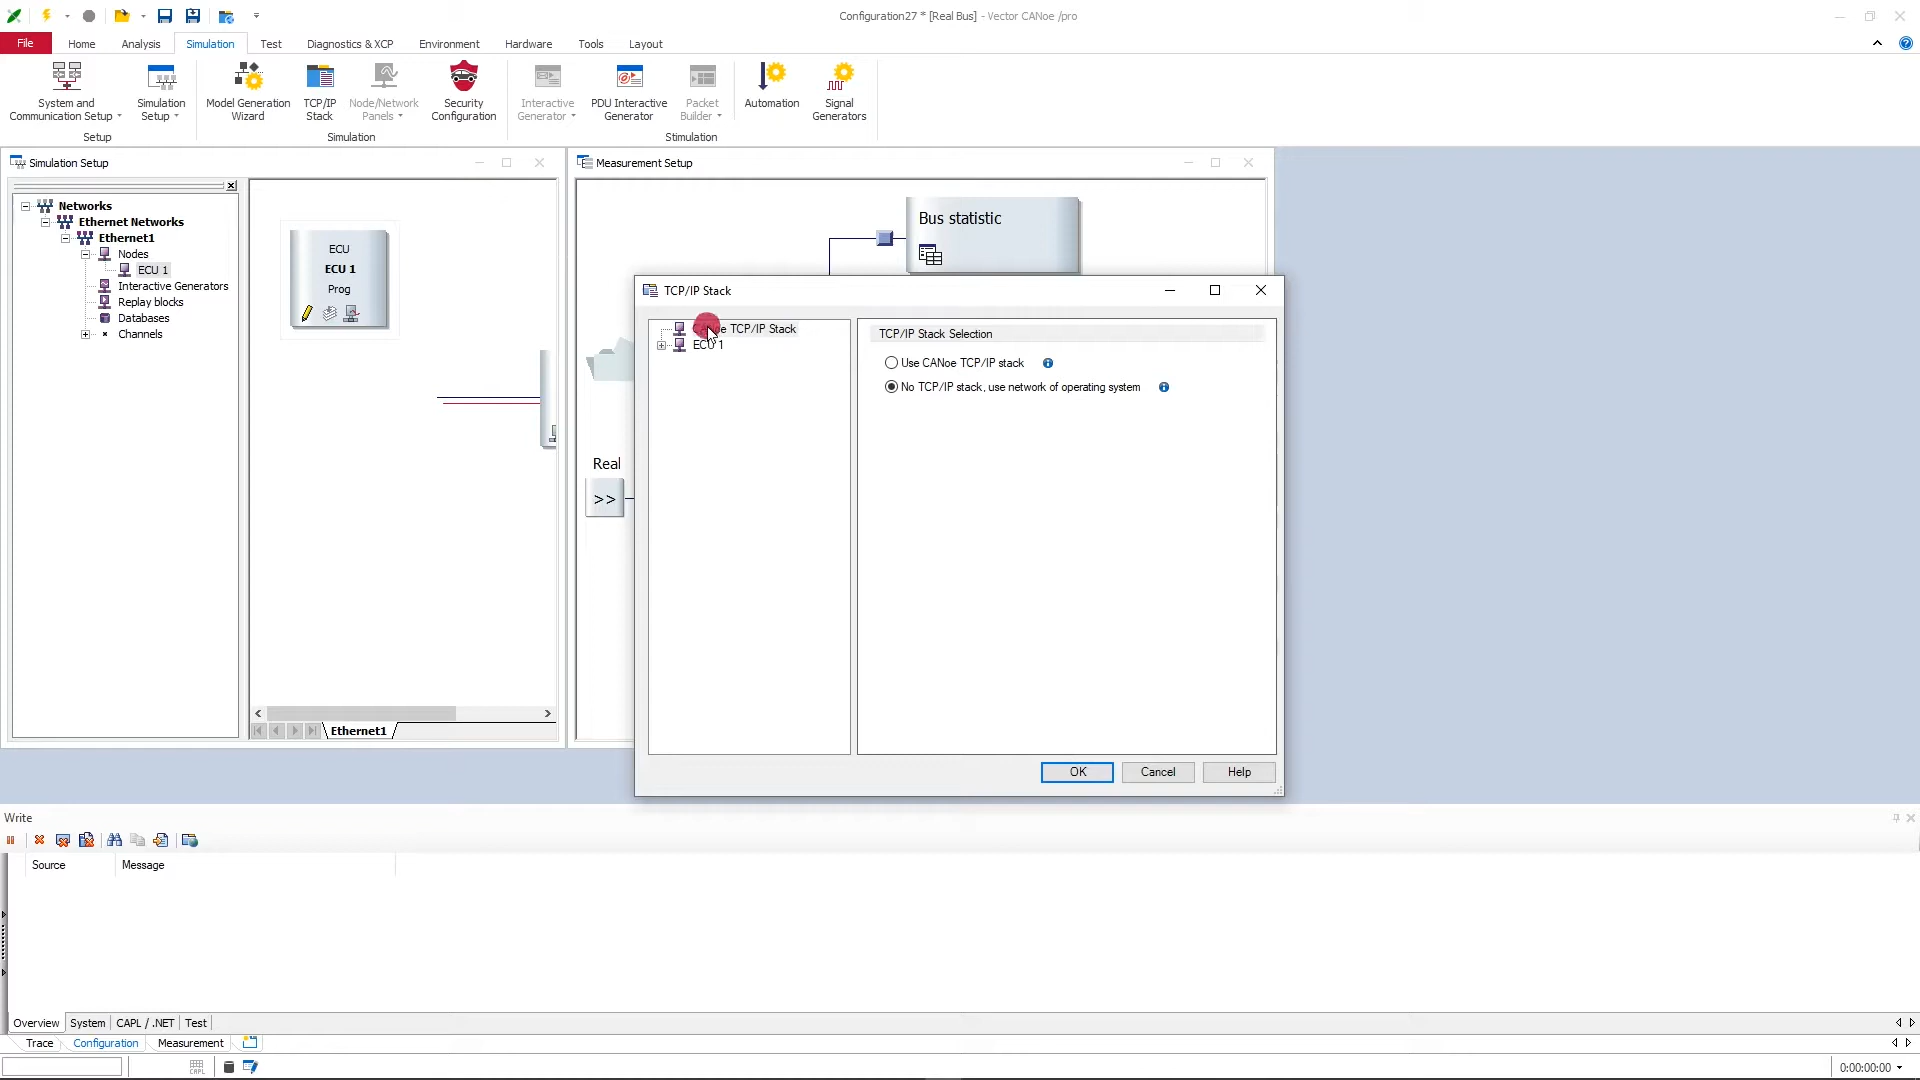 Configuration27 * [Real Bus] - Vector CANoe /pro
File
Home
Analysis
Simulation
Test
Diagnostics & XCP
Environment
Hardware
Tools
Layout
System and
Communication Setup
Simulation
Setup
Model Generation
Wizard
TCP/IP
Stack
Node/Network
Panels
Security
Configuration
Interactive
Generator
PDU Interactive
Generator
Packet
Builder
Automation
Signal
Generators
Setup
Simulation
Stimulation
Simulation Setup
Measurement Setup
Networks
Ethernet Networks
Ethernet1
Nodes
ECU 1
Interactive Generators
Replay blocks
Databases
Channels
ECU
ECU 1
Prog
Ethernet1
Bus statistic
Real
>>
TCP/IP Stack
TCP/IP Stack
ECU 1
TCP/IP Stack Selection
Use CANoe TCP/IP stack
No TCP/IP stack, use network of operating system
OK
Cancel
Help
Write
Source
Message
Overview
System
CAPL / .NET
Test
Trace
Configuration
Measurement
CAPL
0:00:00:00